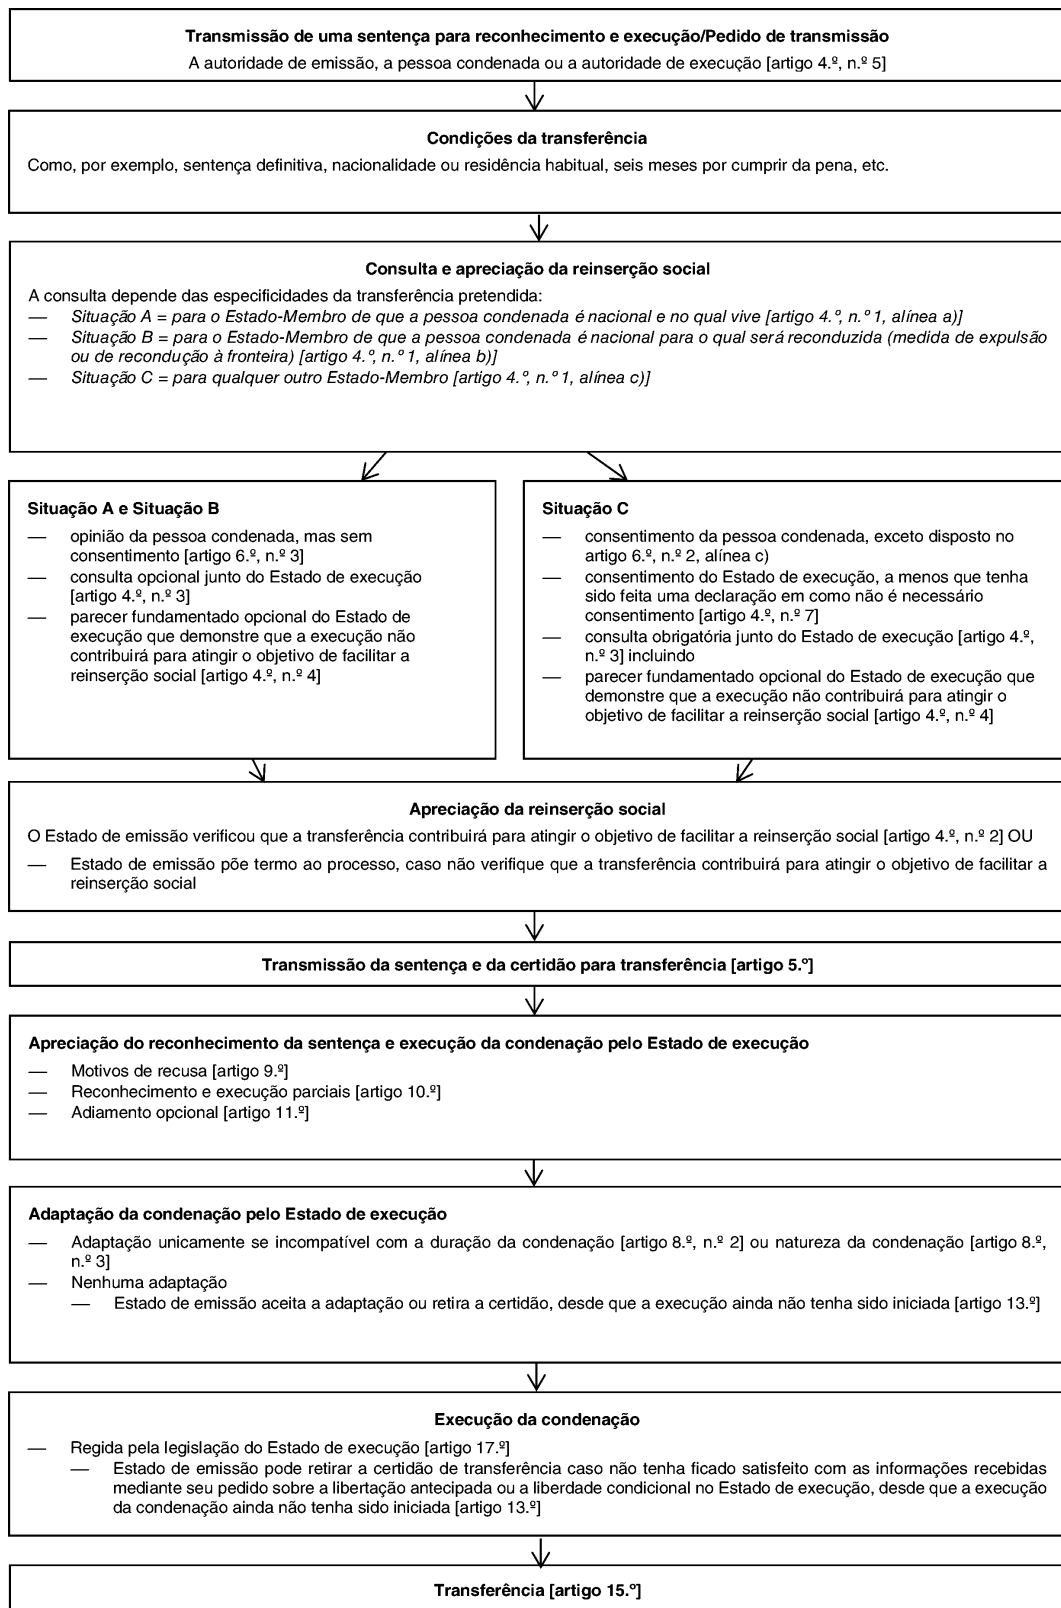 Transmissão de uma sentença para reconhecimento e execução/Pedido de transmissão
A autoridade de emissão, a pessoa condenada ou a autoridade de execução [artigo 4.º, n.º 5]
Condições da transferência
Como, por exemplo, sentença definitiva, nacionalidade ou residência habitual, seis meses por cumprir da pena, etc.
Consulta e apreciação da reinserção social
A consulta depende das especificidades da transferência pretendida:
— Situação A = para o Estado-Membro de que a pessoa condenada é nacional e no qual vive [artigo 4.º, n.º 1, alínea a)]
— Situação B = para o Estado-Membro de que a pessoa condenada é nacional para o qual será reconduzida (medida de expulsão
ou de recondução à fronteira) [artigo 4.º, n.º 1, alínea b)]
— Situação C = para qualquer outro Estado-Membro [artigo 4.º, n.º 1, alínea c)]
Situação A e Situação B
— opinião da pessoa condenada, mas sem
consentimento [artigo 6.º, n.º 3]
— consulta opcional junto do Estado de execução
[artigo 4.º, n.º 3]
— parecer fundamentado opcional do Estado de
execução que demonstre que a execução não
contribuirá para atingir o objetivo de facilitar a
reinserção social [artigo 4.º, n.º 4]
Situação C
— consentimento da pessoa condenada, exceto disposto no
artigo 6.º, n.º 2, alínea c)
— consentimento do Estado de execução, a menos que tenha
sido feita uma declaração em como não é necessário
consentimento [artigo 4.º, n.º 7]
— consulta obrigatória junto do Estado de execução [artigo 4.º,
n.º 3] incluindo
— parecer fundamentado opcional do Estado de execução que
demonstre que a execução não contribuirá para atingir o
objetivo de facilitar a reinserção social [artigo 4.º, n.º 4]
Apreciação da reinserção social
O Estado de emissão verificou que a transferência contribuirá para atingir o objetivo de facilitar a reinserção social [artigo 4.º, n.º 2] OU
— Estado de emissão põe termo ao processo, caso não verifique que a transferência contribuirá para atingir o objetivo de facilitar a
reinserção social
Transmissão da sentença e da certidão para transferência [artigo 5.º]
Apreciação do reconhecimento da sentença e execução da condenação pelo Estado de execução
— Motivos de recusa [artigo 9.º]
— Reconhecimento e execução parciais [artigo 10.º]
— Adiamento opcional [artigo 11.º]
Adaptação da condenação pelo Estado de execução
— Adaptação unicamente se incompatível com a duração da condenação [artigo 8.º, n.º 2] ou natureza da condenação [artigo 8.º,
n.º 3]
— Nenhuma adaptação
— Estado de emissão aceita a adaptação ou retira a certidão, desde que a execução ainda não tenha sido iniciada [artigo 13.º]
Execução da condenação
— Regida pela legislação do Estado de execução [artigo 17.º]
— Estado de emissão pode retirar a certidão de transferência caso não tenha ficado satisfeito com as informações recebidas
mediante seu pedido sobre a libertação antecipada ou a liberdade condicional no Estado de execução, desde que a execução
da condenação ainda não tenha sido iniciada [artigo 13.º]
Transferência [artigo 15.º]